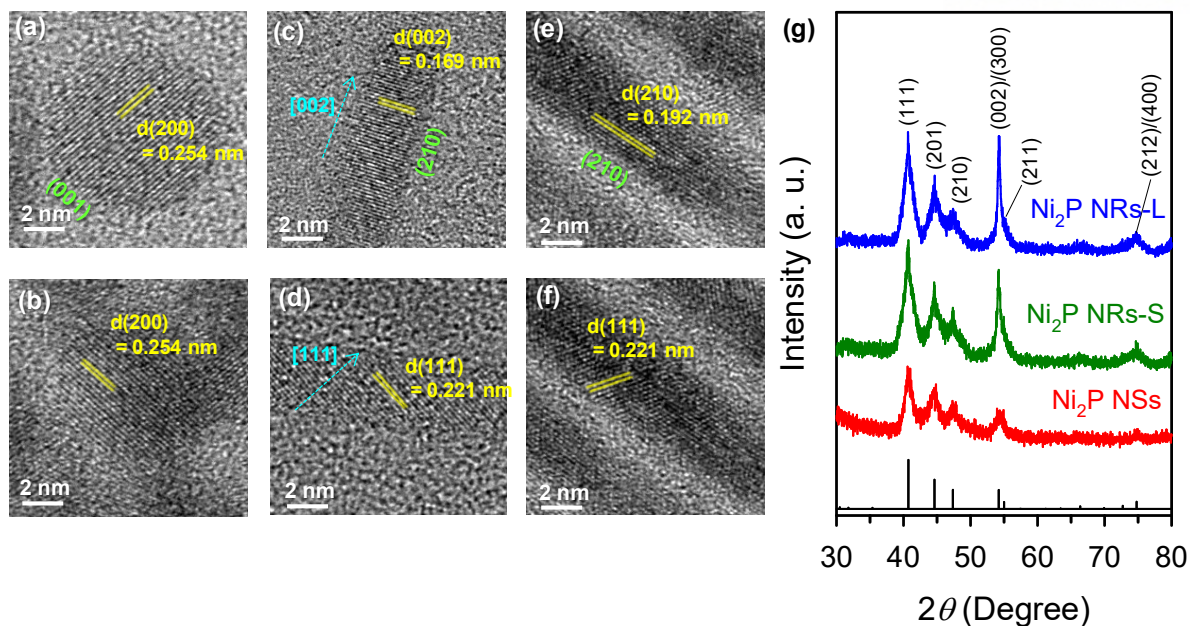 (a)
d(200)
= 0.254 nm
(001)
2 nm
(b)
d(200)
= 0.254 nm
2 nm
(c)
d(002)
= 0.169 nm
[002]
(210)
2 nm
(d)
[111]
d(111)
= 0.221 nm
2 nm
(e)
d(210)
= 0.192 nm
(210)
2 nm
(f)
d(111)
= 0.221 nm
2 nm
(g)
(111)
(201)
(210)
(002)/(300)
(211)
(212)/(400)
Ni₂P NRs-L
Ni₂P NRs-S
Ni₂P NSs
Intensity (a. u.)
30 40 50 60 70 80
2θ (Degree)